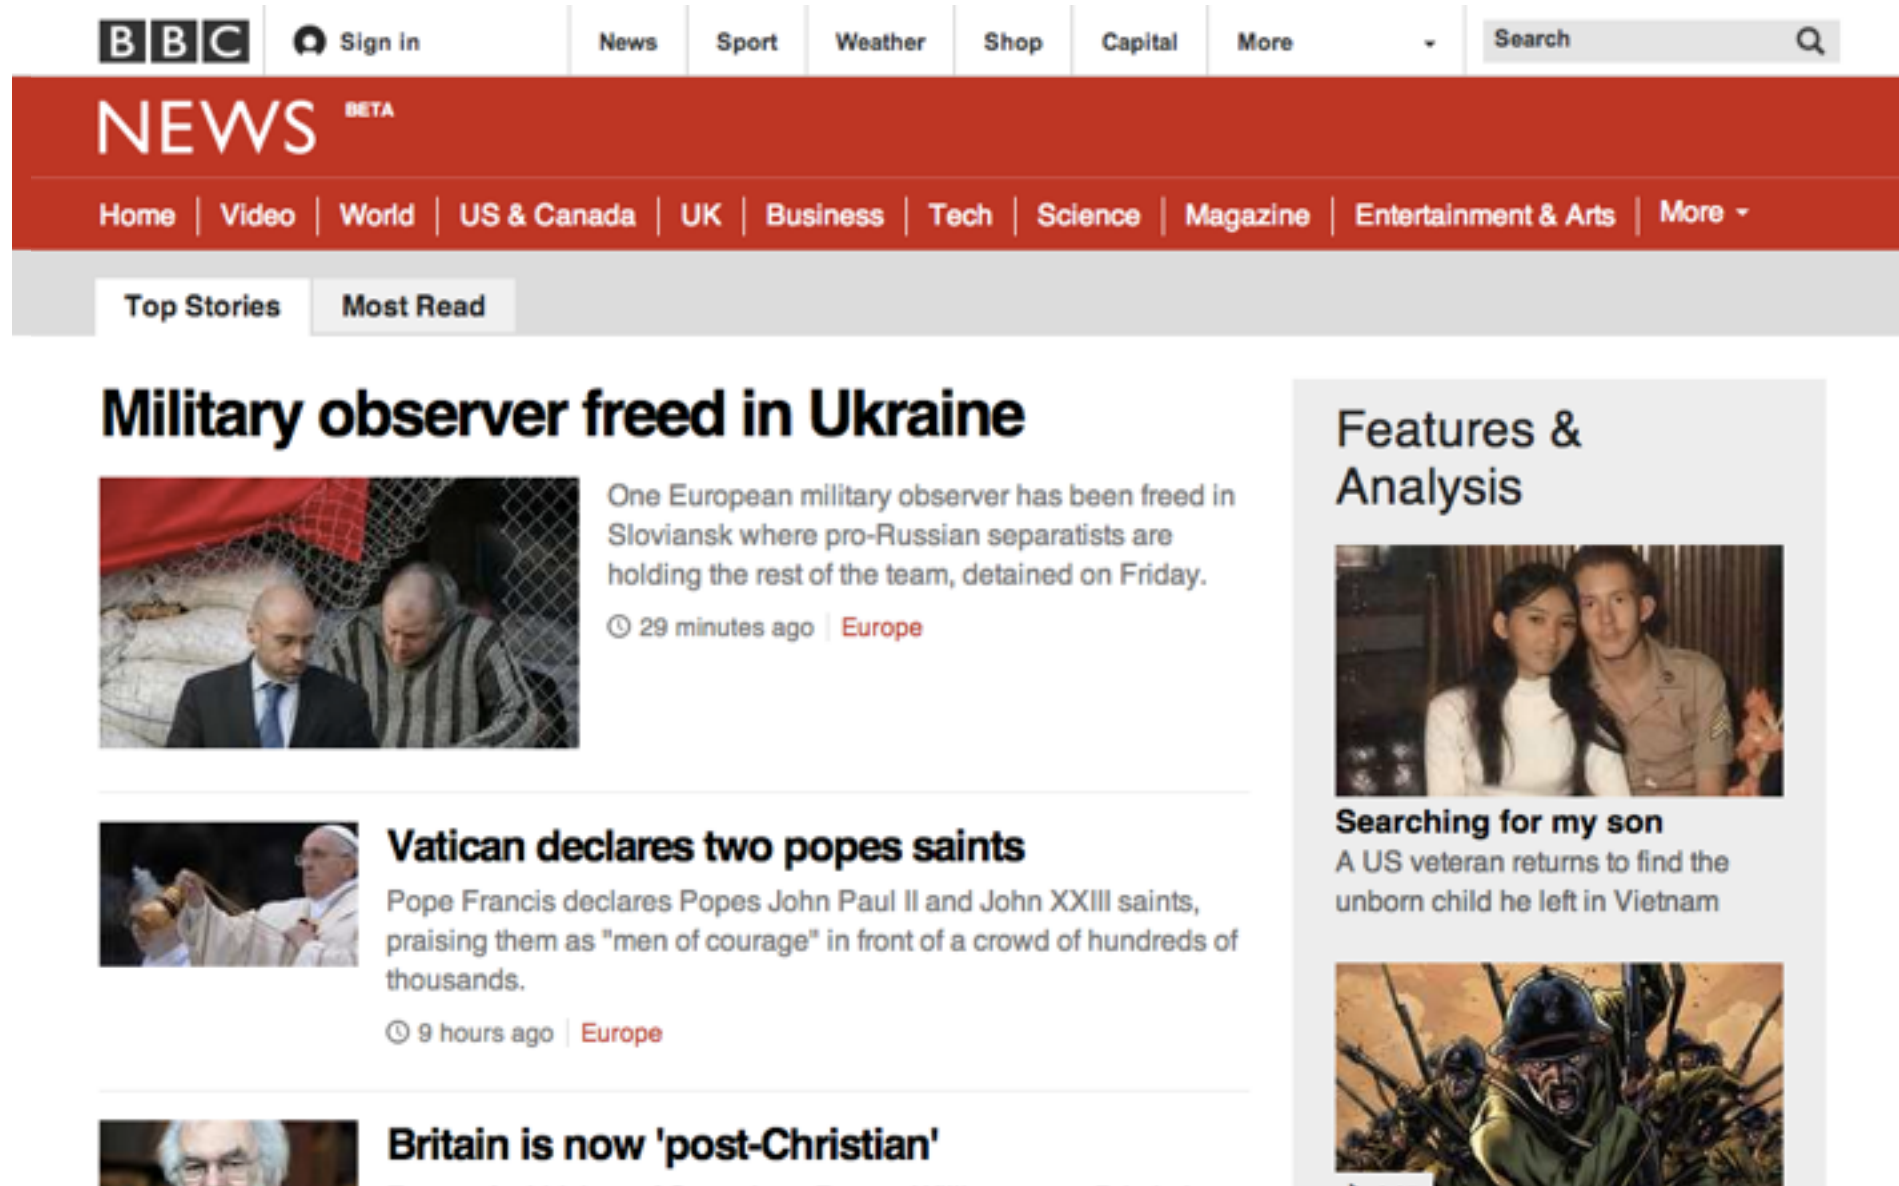 BBC
Sign in
News
Sport
Weather
Shop
Capital
More
Search
NEWS BETA
Home
Video
World
US & Canada
UK
Business
Tech
Science
Magazine
Entertainment & Arts
More
Top Stories
Most Read
Military observer freed in Ukraine
One European military observer has been freed in
Sloviansk where pro-Russian separatists are
holding the rest of the team, detained on Friday.
29 minutes ago
Europe
Vatican declares two popes saints
Pope Francis declares Popes John Paul II and John XXIII saints,
praising them as "men of courage" in front of a crowd of hundreds of
thousands.
9 hours ago
Europe
Britain is now 'post-Christian'
Features &
Analysis
Searching for my son
A US veteran returns to find the
unborn child he left in Vietnam